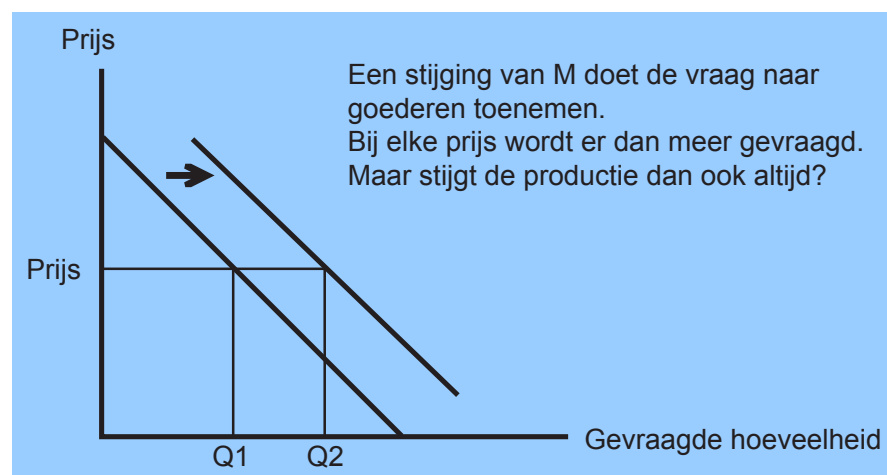 Prijs
Een stijging van M doet de vraag naar
goederen toenemen.
Bij elke prijs wordt er dan meer gevraagd.
Maar stijgt de productie dan ook altijd?
Prijs
Gevraagde hoeveelheid
Q1
Q2